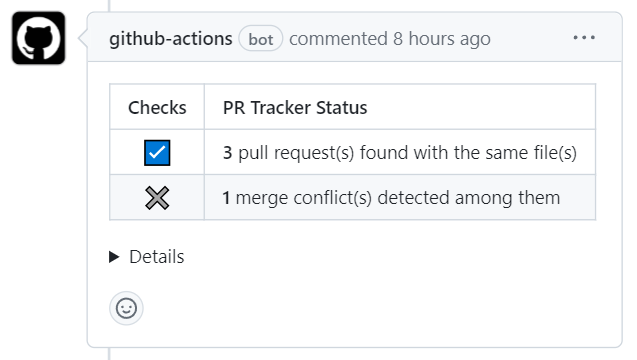 github-actions bot commented 8 hours ago
Checks PR Tracker Status
3 pull request(s) found with the same file(s)
1 merge conflict(s) detected among them
Details